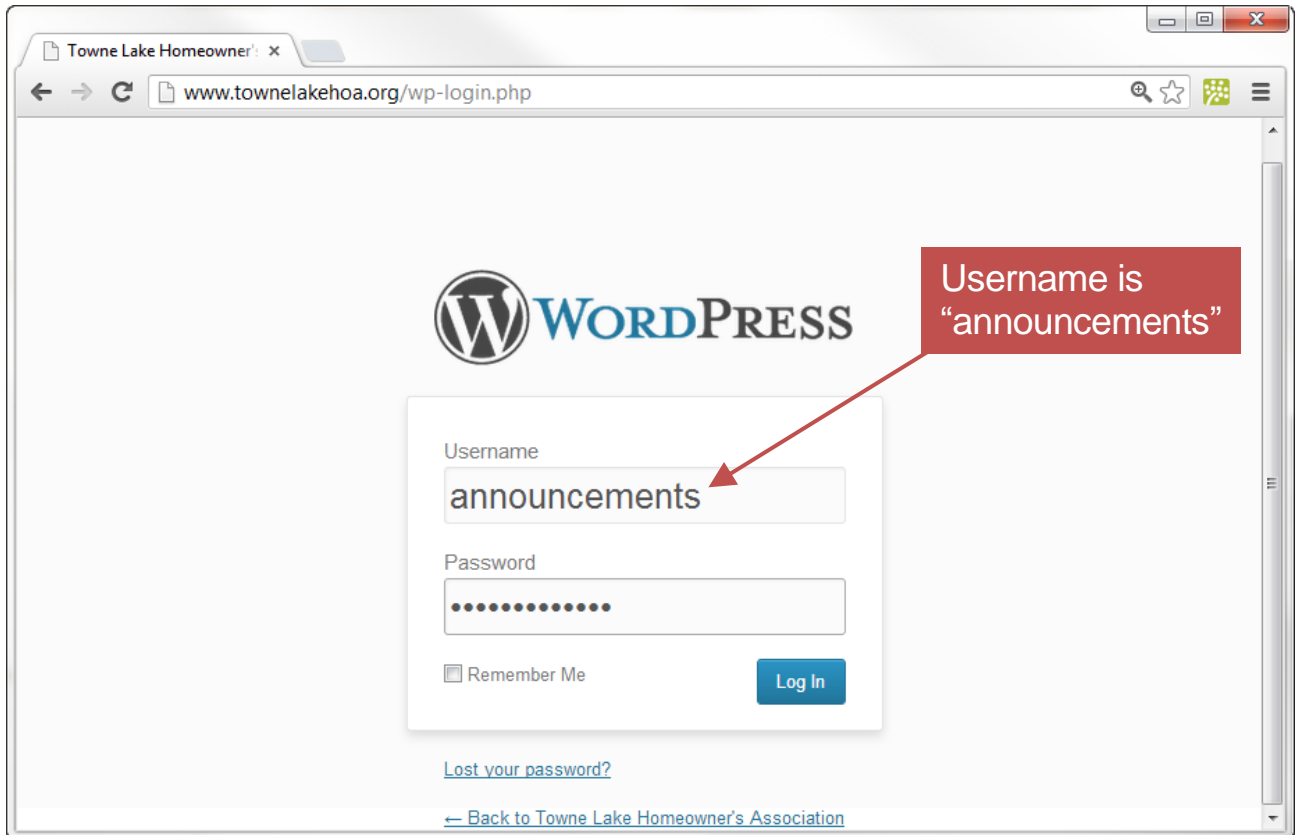 Towne Lake Homeowner's
www.townelakehoa.org/wp-login.php
WORDPRESS
Username is
“announcements”
Username
announcements
Password
•••••••••••••
Remember Me
Log In
Lost your password?
← Back to Towne Lake Homeowner's Association